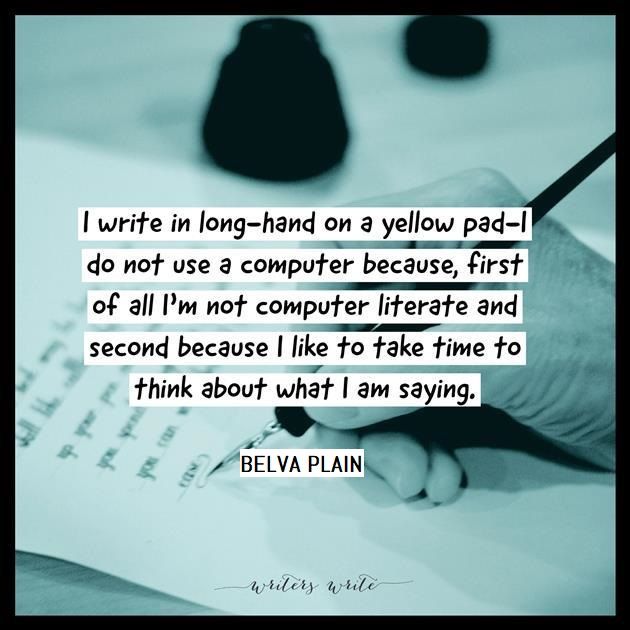 I write in long-hand on a yellow pad-I
do not use a computer because, first
of all I'm not computer literate and
second because I like to take time to
think about what I am saying.
BELVA PLAIN
writers write